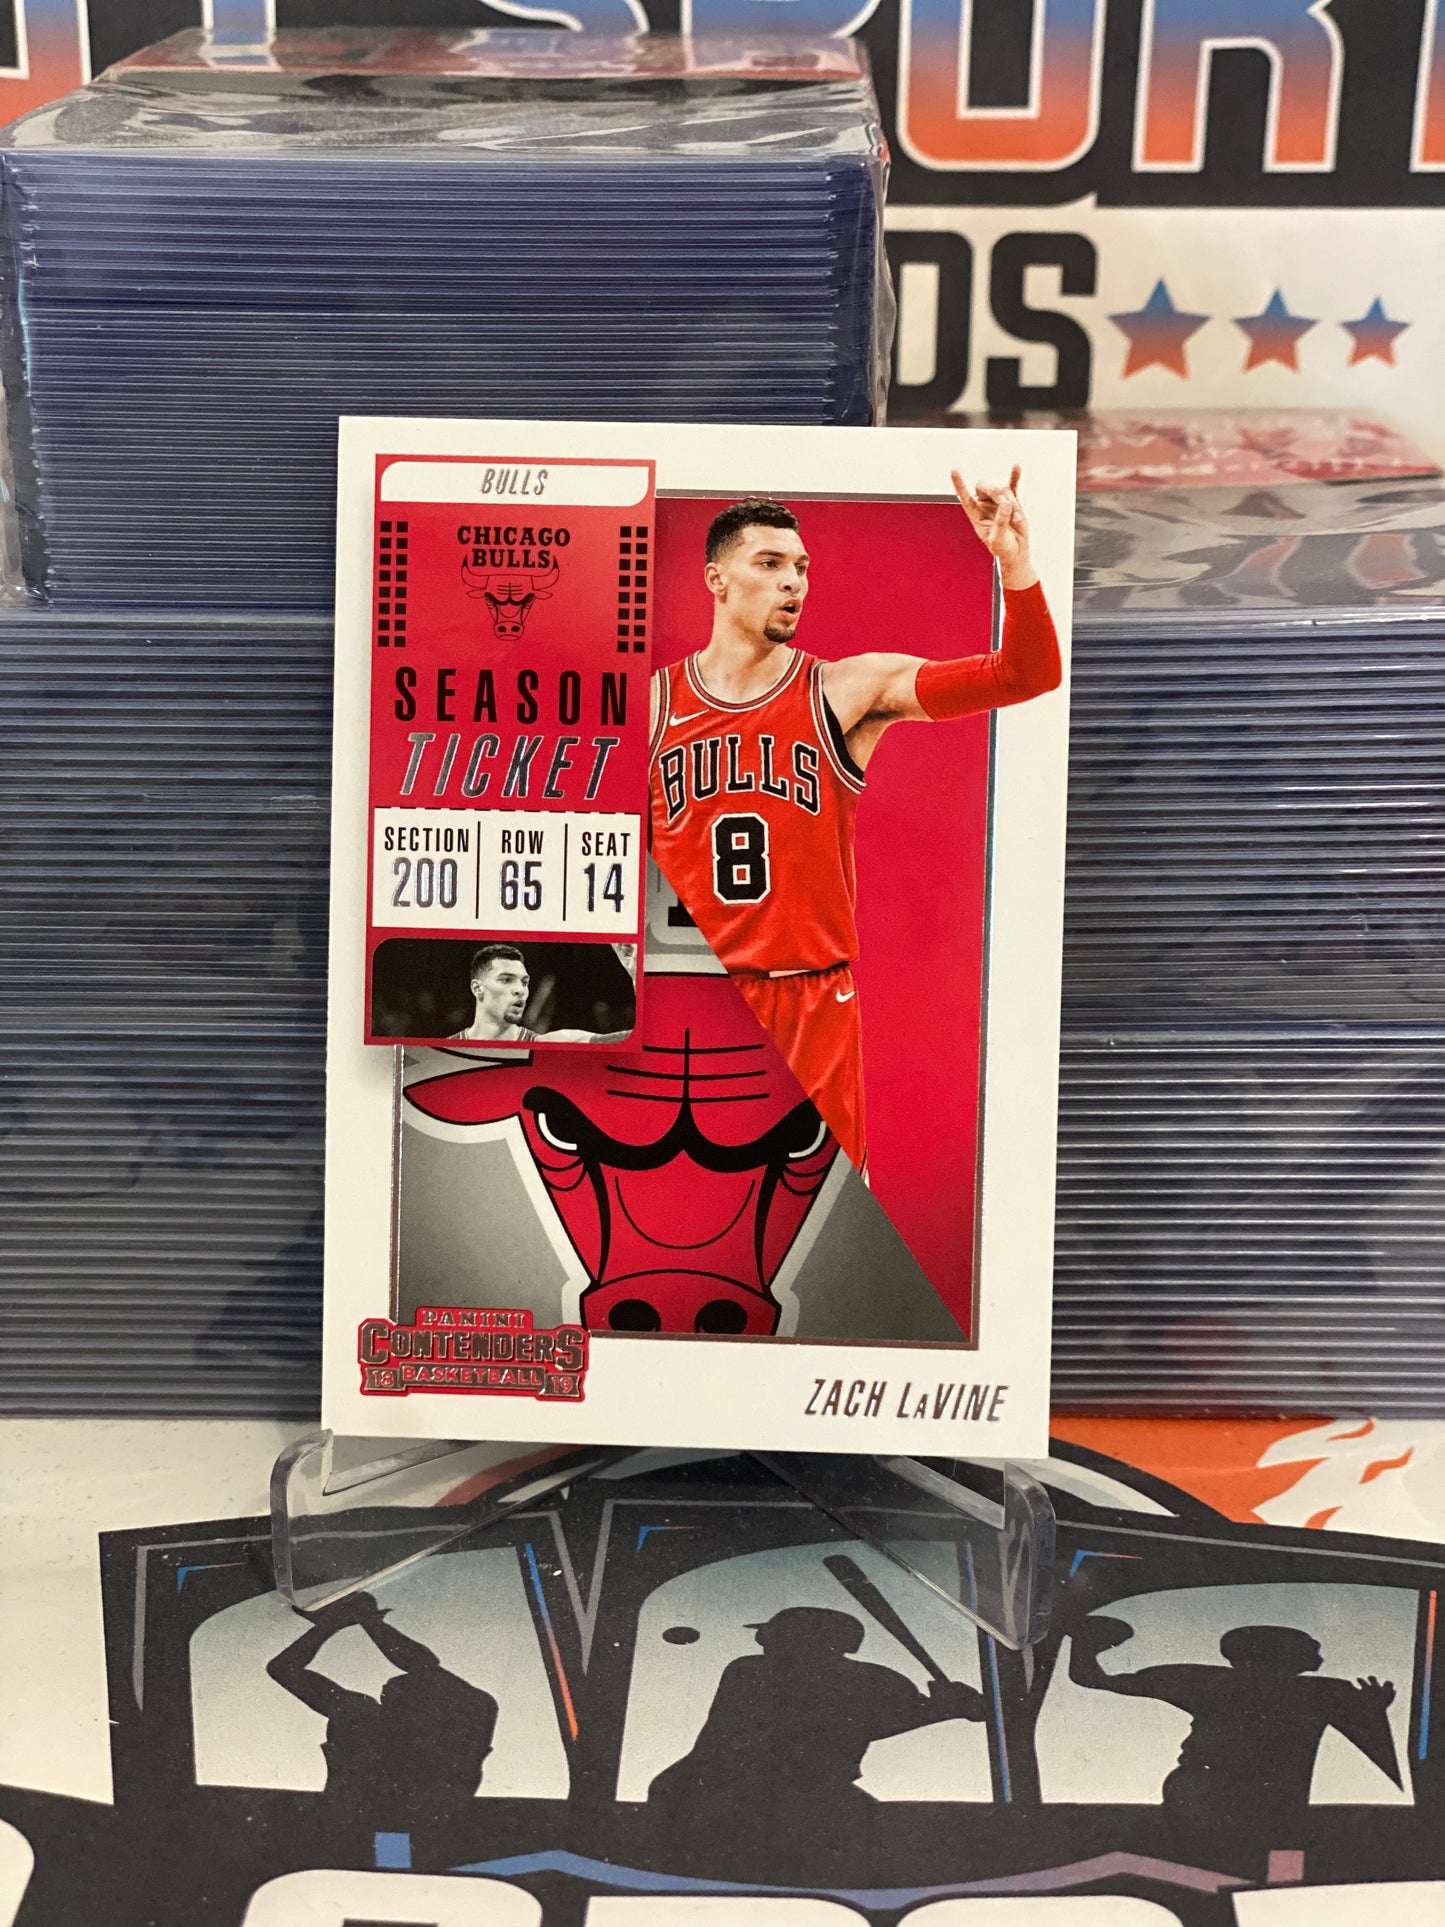 BULLS
CHICAGO
BULLS
SEASON
TICKET
SECTION ROW SEAT
200 65 14
BULLS
8
PANINI
CONTENDERS
18 BASKETBALL 19
ZACH LaVINE